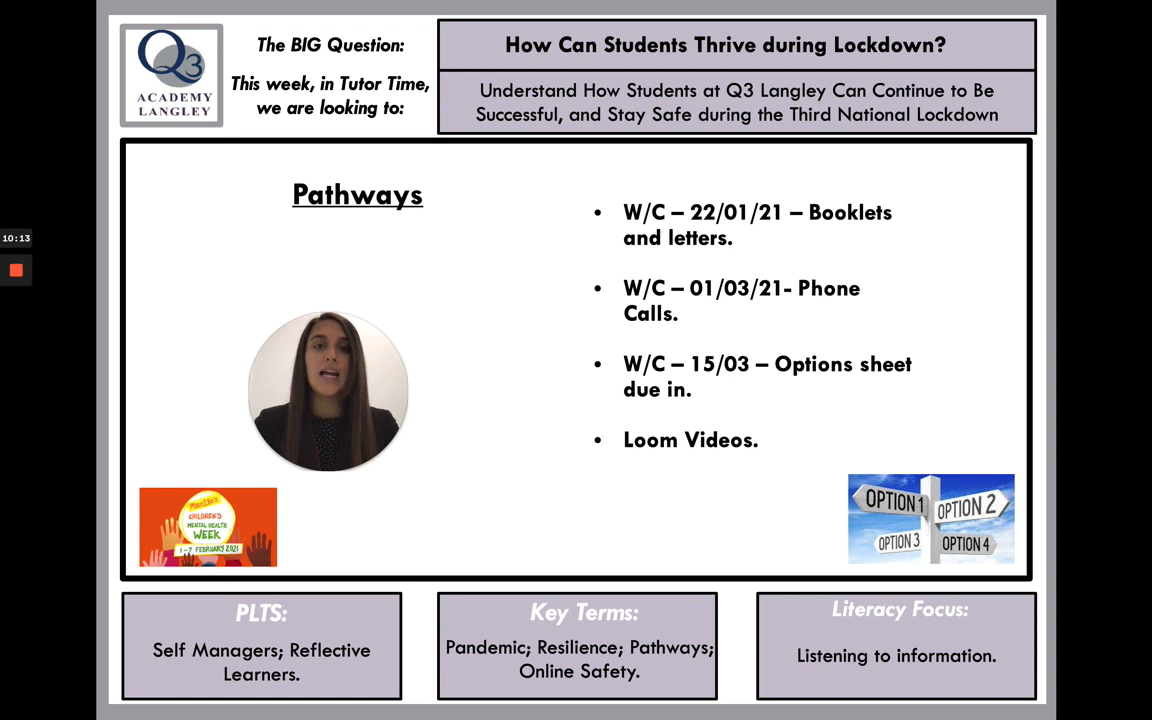 Q3
ACADEMY
LANGLEY
The BIG Question:
This week, in Tutor Time,
we are looking to:
How Can Students Thrive during Lockdown?
Understand How Students at Q3 Langley Can Continue to Be
Successful, and Stay Safe during the Third National Lockdown
10:13
Pathways
• W/C – 22/01/21 – Booklets
and letters.
• W/C – 01/03/21- Phone
Calls.
• W/C – 15/03 – Options sheet
due in.
• Loom Videos.
CHILDREN'S
MENTAL HEALTH
WEEK
1-7 FEBRUARY 2021
OPTION 1
OPTION 2
OPTION 3
OPTION 4
PLTS:
Self Managers; Reflective
Learners.
Key Terms:
Pandemic; Resilience; Pathways;
Online Safety.
Literacy Focus:
Listening to information.